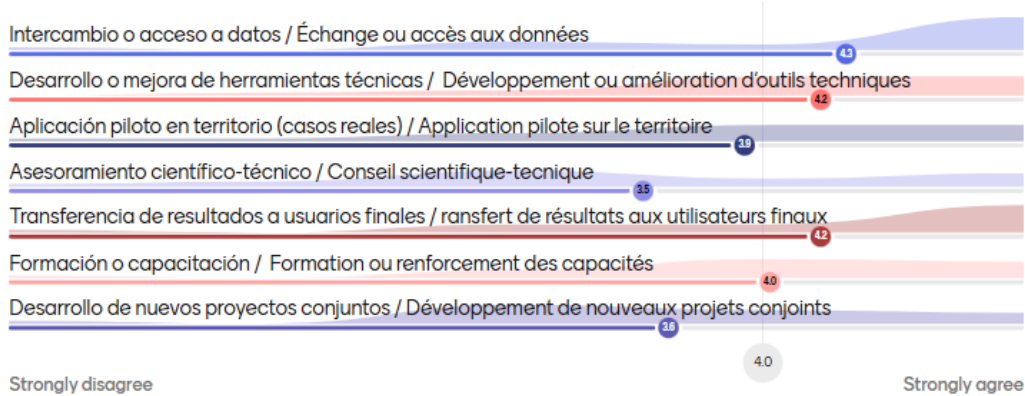 Intercambio o acceso a datos / Échange ou accès aux données
4.3
Desarrollo o mejora de herramientas técnicas / Développement ou amélioration d'outils techniques
4.2
Aplicación piloto en territorio (casos reales) / Application pilote sur le territoire
3.9
Asesoramiento científico-técnico / Conseil scientifique-tecnique
3.5
Transferencia de resultados a usuarios finales / ransfert de résultats aux utilisateurs finaux
4.2
Formación o capacitación / Formation ou renforcement des capacités
4.0
Desarrollo de nuevos proyectos conjuntos / Développement de nouveaux projets conjoints
3.6
4.0
Strongly disagree
Strongly agree